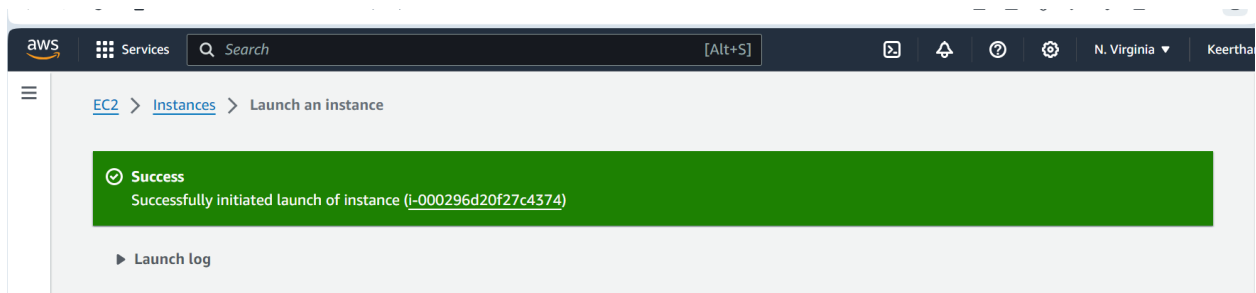 aws
Services
Search
[Alt+S]
N. Virginia
EC2 > Instances > Launch an instance
Success
Successfully initiated launch of instance (i-000296d20f27c4374)
Launch log